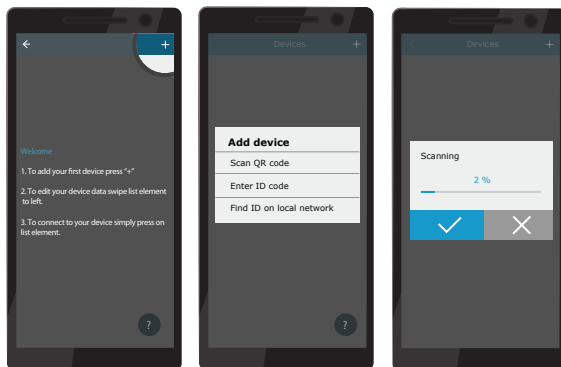 Welcome
1. To add your first device press "+"
2. To edit your device data swipe list element
to left.
3. To connect to your device simply press on
list element.
?
Devices
+
Add device
Scan QR code
Enter ID code
Find ID on local network
?
Devices
+
Scanning
2 %